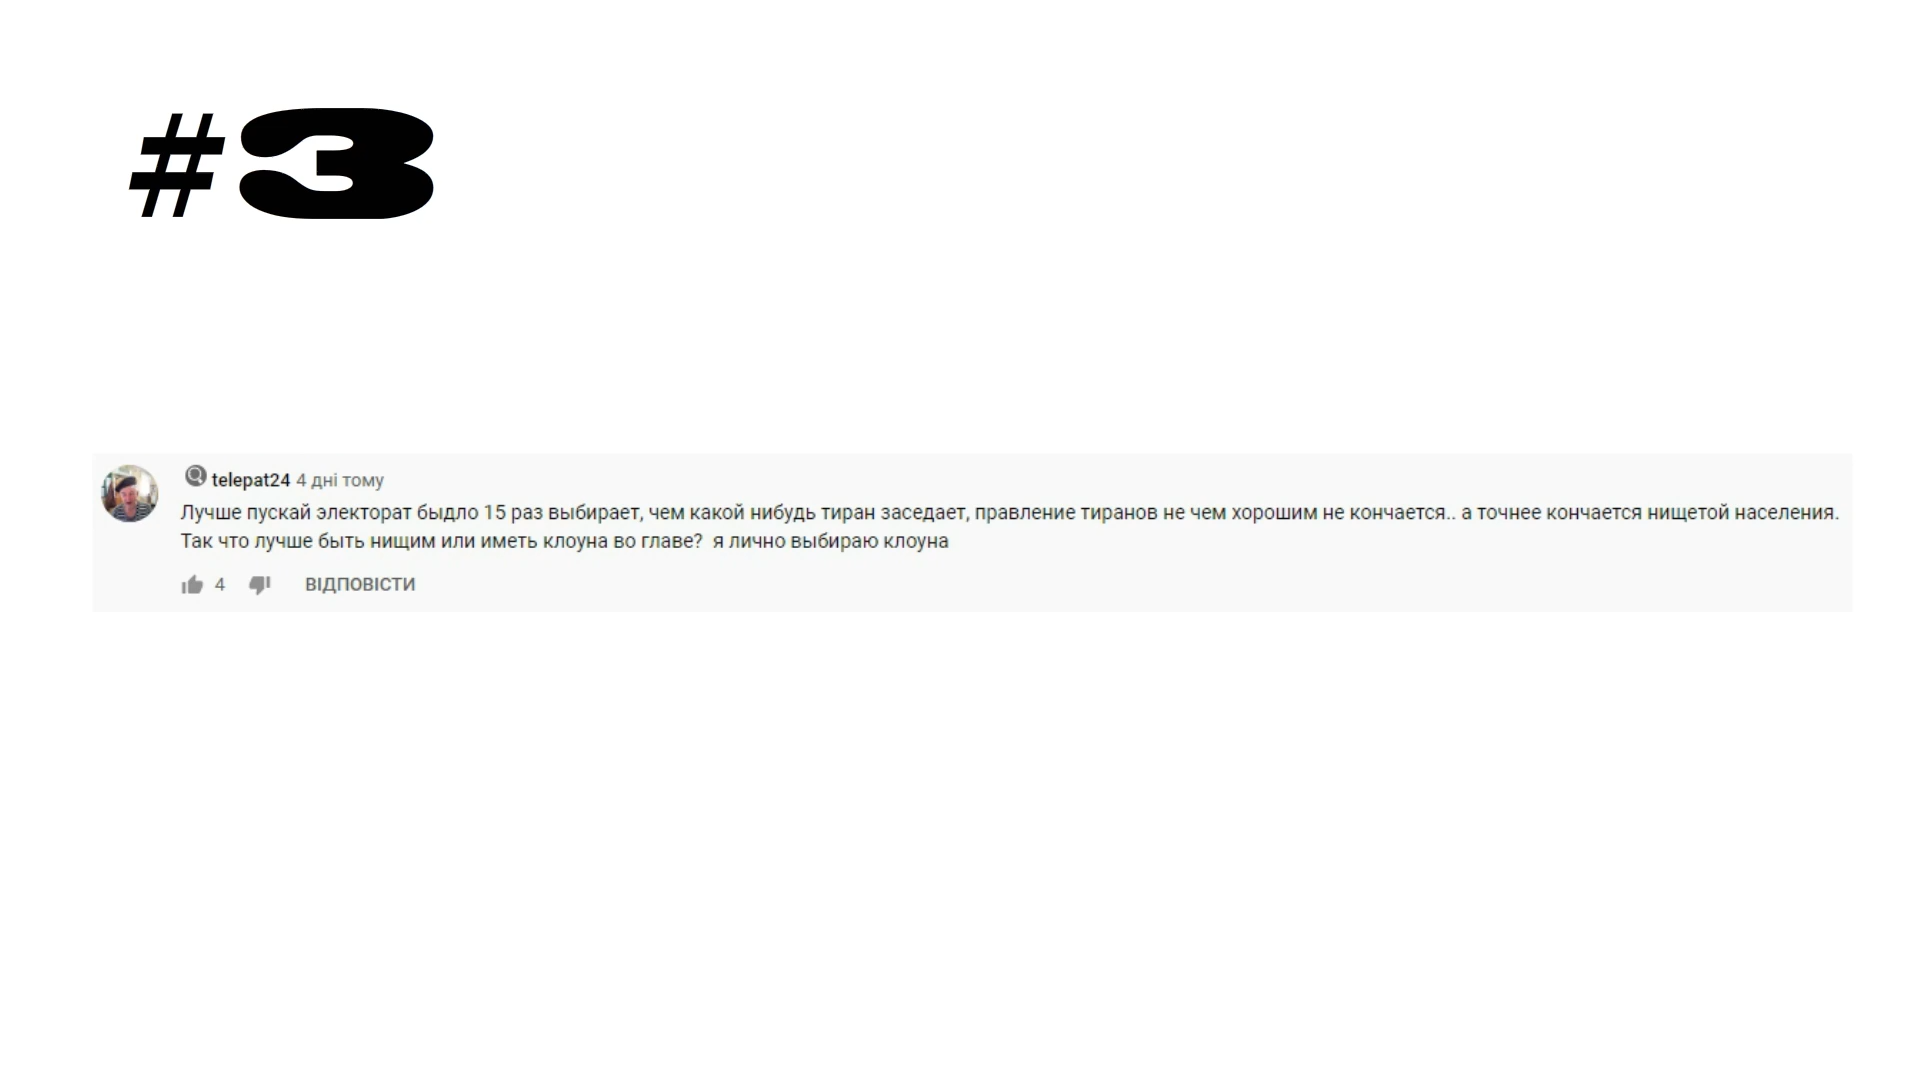 #3
telepat24 4 дні тому
Лучше пускай электорат быдло 15 раз выбирает, чем какой нибудь тиран заседает, правление тиранов не чем хорошим не кончается.. а точнее кончается нищетой населения.
Так что лучше быть нищим или иметь клоуна во главе?  я лично выбираю клоуна
4 ВІДПОВІСТИ